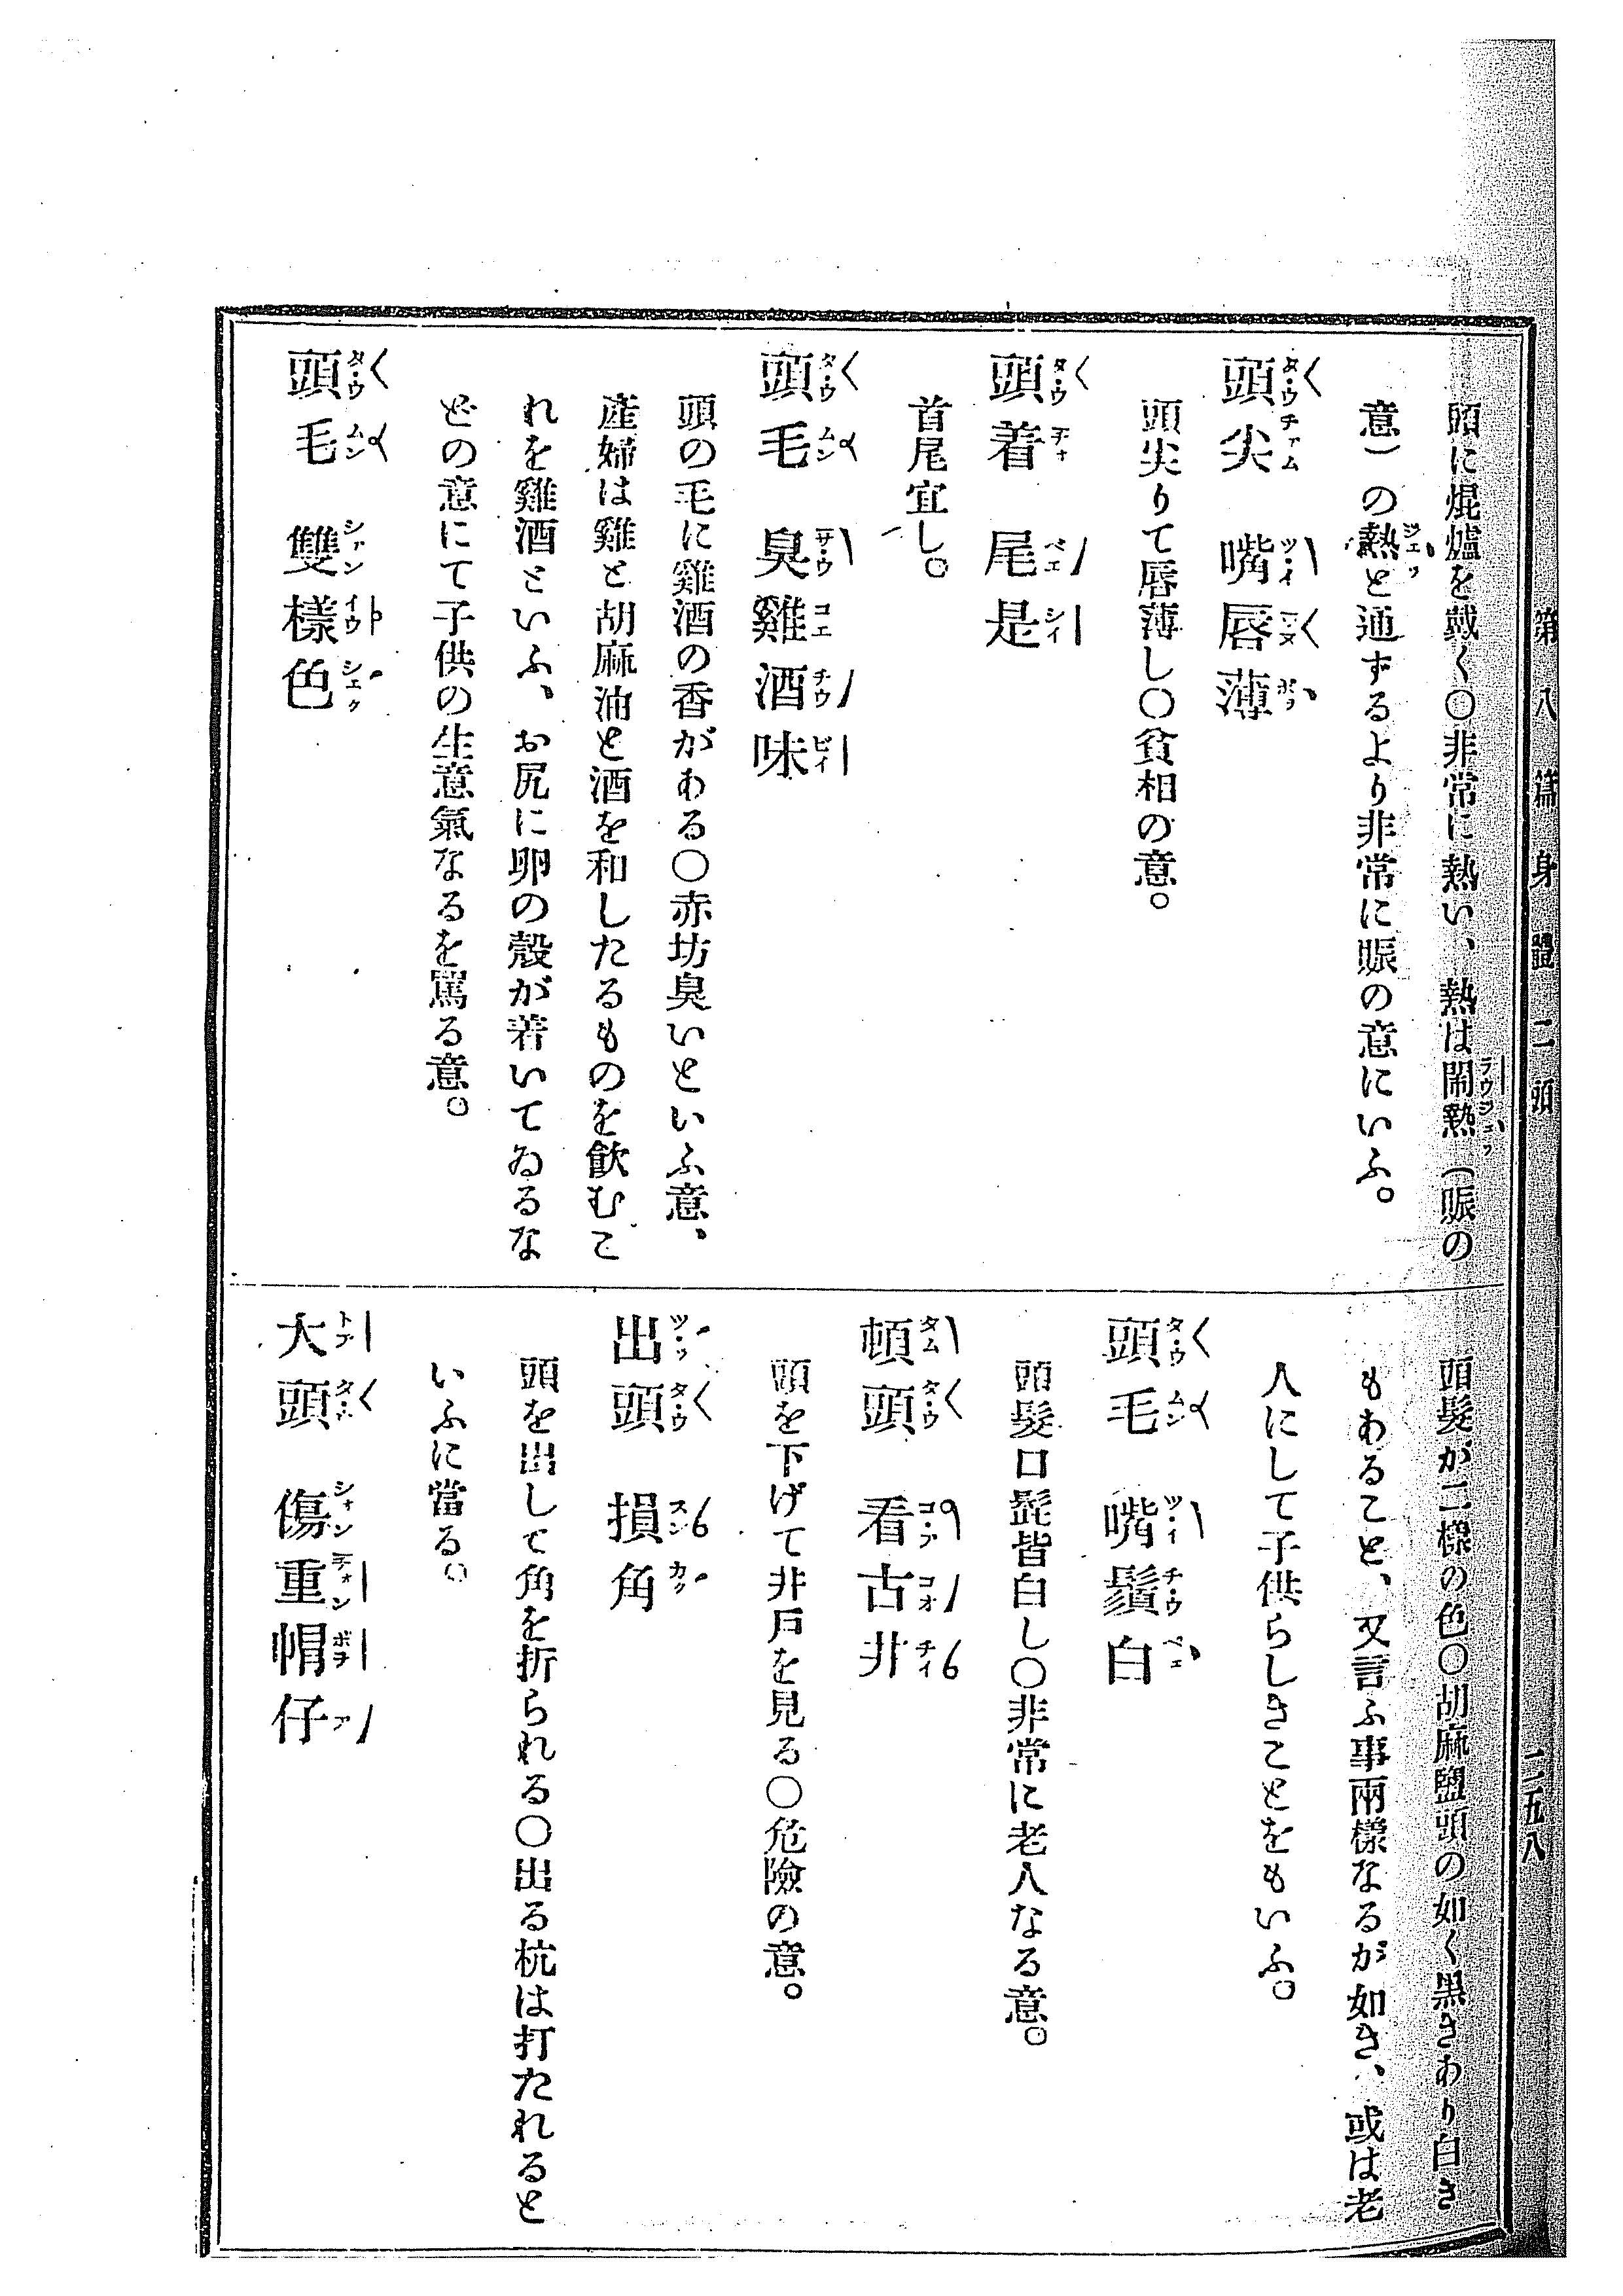 第八篇 身體 二 頭
二五八
頭に焜爐を戴く〇非常に熱い、熱は鬧熱（賑の
意）の熱と通ずるより非常に賑の意にいふ。
頭尖 嘴唇薄
頭尖りて唇薄し〇貧相の意。
頭着 尾是
首尾宜し。
頭毛 臭雞酒味
頭の毛に雞酒の香がある〇赤坊臭いといふ意、
産婦は雞と胡麻油と酒を和したるものを飲むこ
れを雞酒といふ、お尻に卵の殼が着いてゐるな
どの意にて子供の生意氣なるを罵る意。
頭毛 雙樣色
頭髮が二樣の色〇胡麻鹽頭の如く黑きあり白き
もあること、又言ふ事兩樣なるが如き、或は老
人にして子供らしきことをもいふ。
頭毛 嘴鬚白
頭髮口髭皆白し〇非常に老人なる意。
頓頭 看古井
頭を下げて井戶を見る〇危險の意。
出頭 損角
頭を出して角を折られる〇出る杭は打たれると
いふに當る。
大頭 傷重帽仔